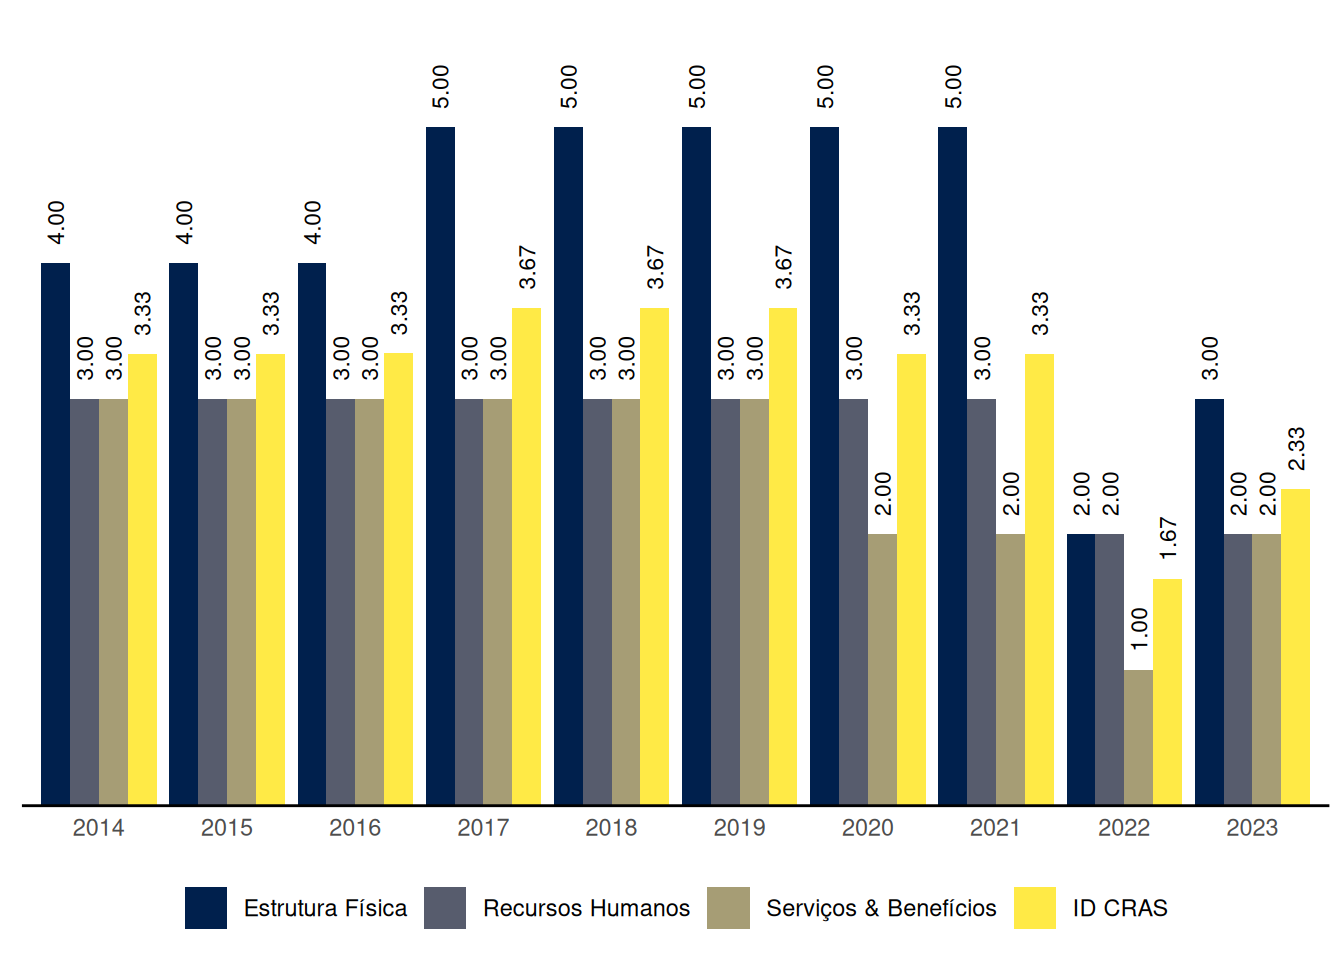 4.00 3.00 3.00 3.33 4.00 3.00 3.00 3.33 4.00 3.00 3.00 3.33 5.00 3.00 3.00 3.67 5.00 3.00 3.00 3.67 5.00 3.00 3.00 3.67 5.00 3.00 2.00 3.33 5.00 3.00 2.00 3.33 2.00 2.00 1.00 1.67 3.00 2.00 2.00 2.33
2014 2015 2016 2017 2018 2019 2020 2021 2022 2023
Estrutura Física Recursos Humanos Serviços & Benefícios ID CRAS